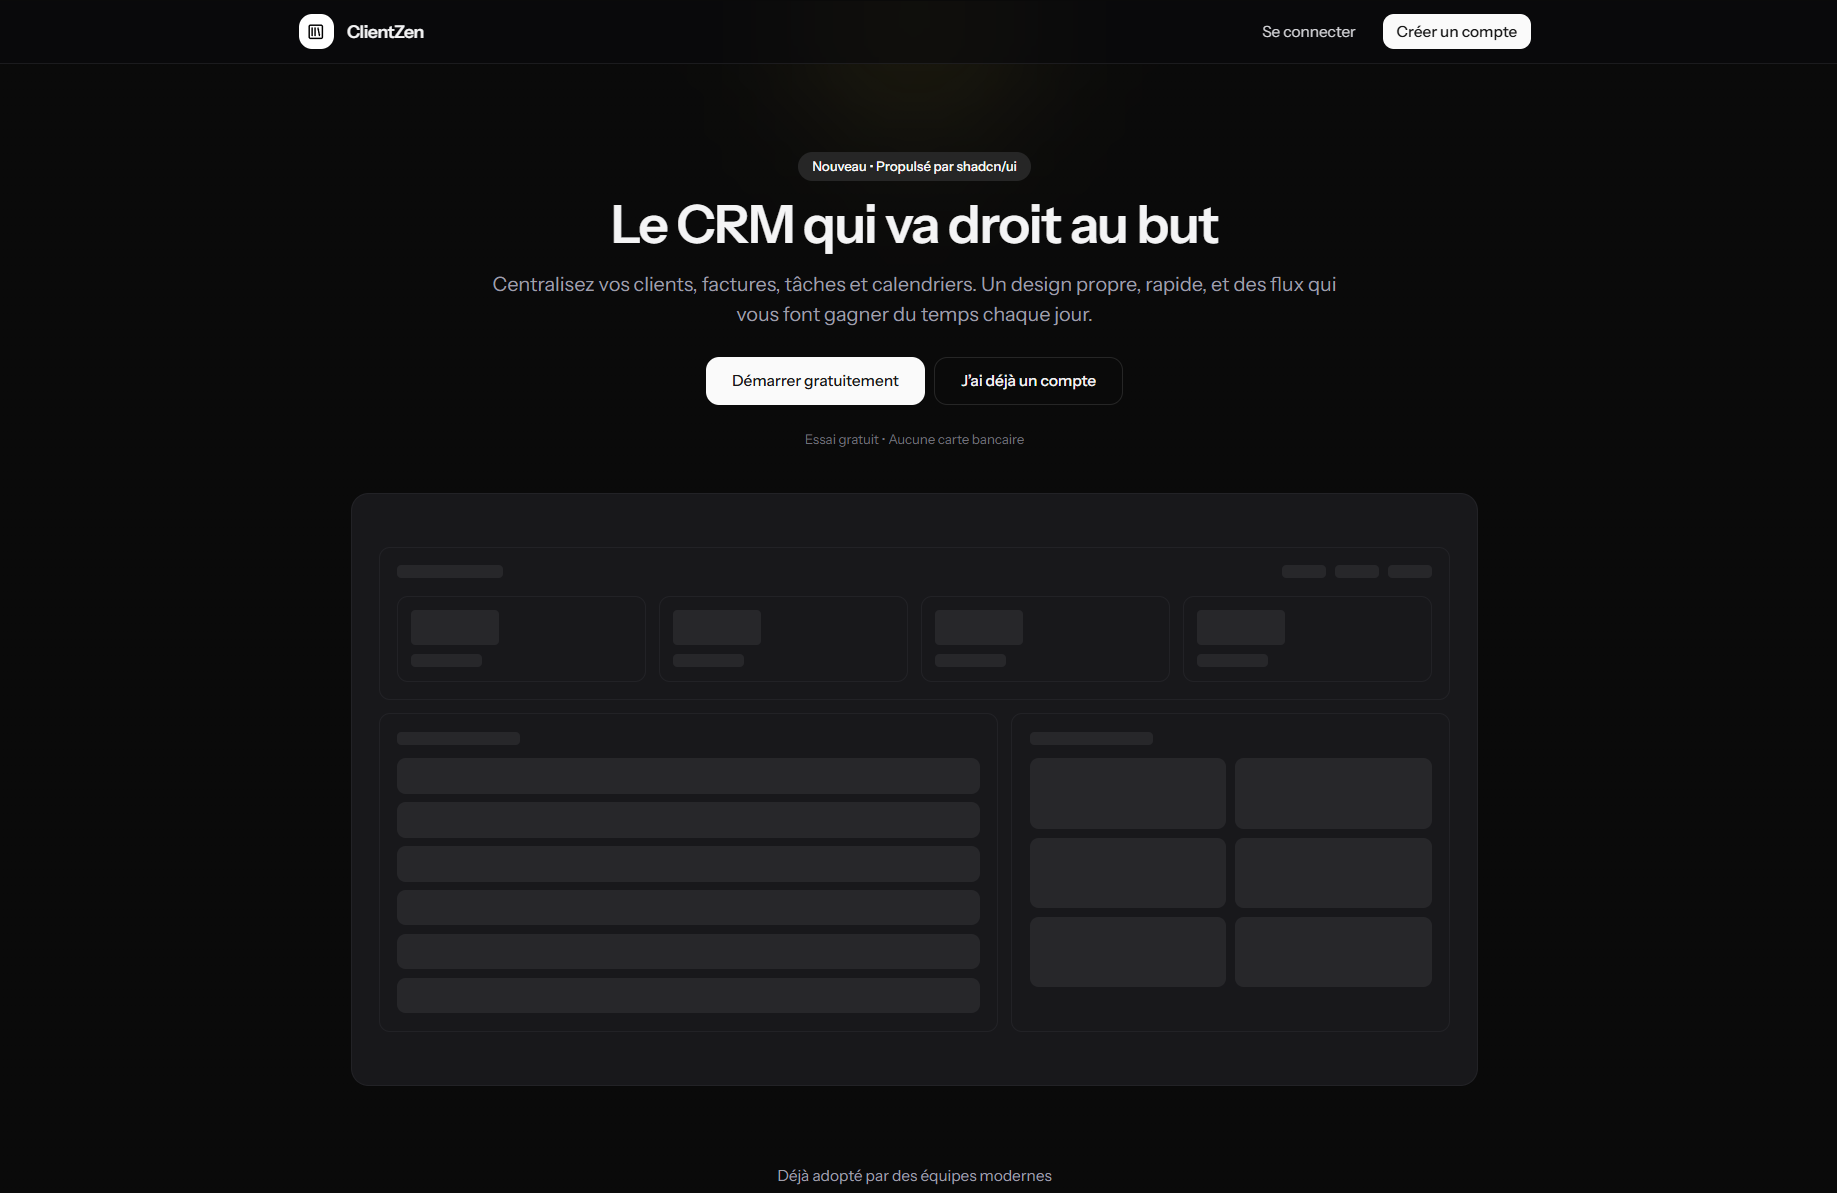 ClientZen
Se connecter
Créer un compte
Nouveau • Propulsé par shadcn/ui
Le CRM qui va droit au but
Centralisez vos clients, factures, tâches et calendriers. Un design propre, rapide, et des flux qui
vous font gagner du temps chaque jour.
Démarrer gratuitement
J'ai déjà un compte
Essai gratuit • Aucune carte bancaire
Déjà adopté par des équipes modernes